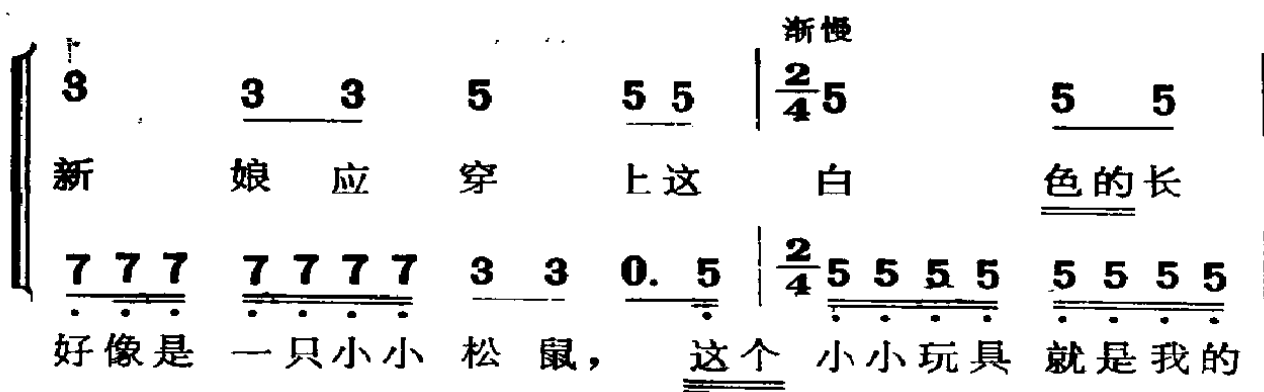 渐慢
3 3 3 5 5 5 | 2/4 5 5 5
新 娘 应 穿 上这 白 色的长
7 7 7 7 7 7 7 3 3 0. 5 | 2/4 5 5 5 5 5 5 5 5
好像是 一只小小 松 鼠， 这个 小小玩具 就是我的